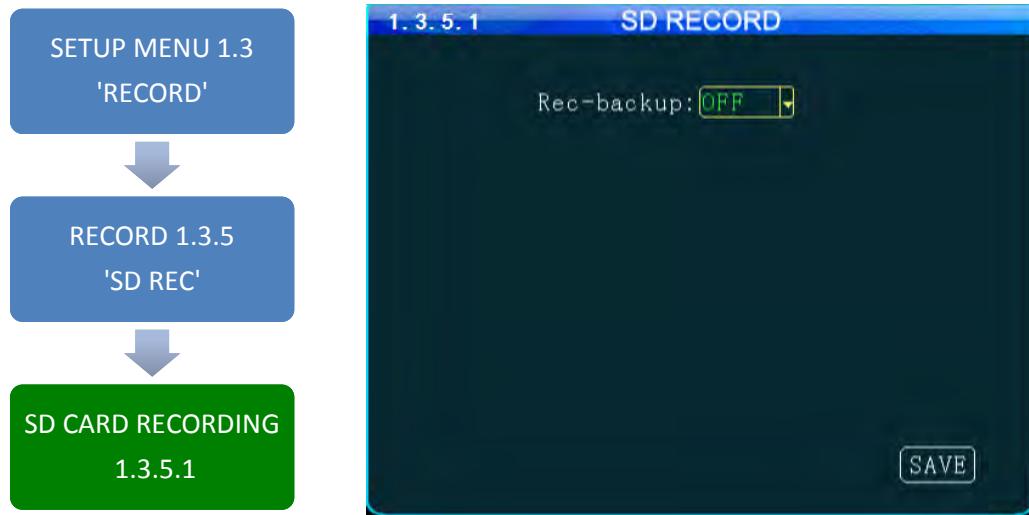 SETUP MENU 1.3
'RECORD'
RECORD 1.3.5
'SD REC'
SD CARD RECORDING
1.3.5.1
1.3.5.1 SD RECORD
Rec-backup: OFF
SAVE